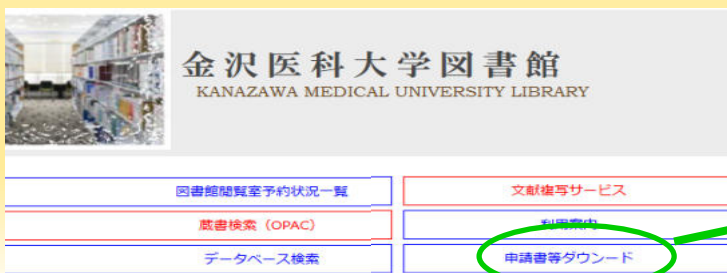 金沢医科大学図書館
KANAZAWA MEDICAL UNIVERSITY LIBRARY
図書館閲覧室予約状況一覧
文献複写サービス
蔵書検索（OPAC）
利用案内
データベース検索
申請書等ダウンード